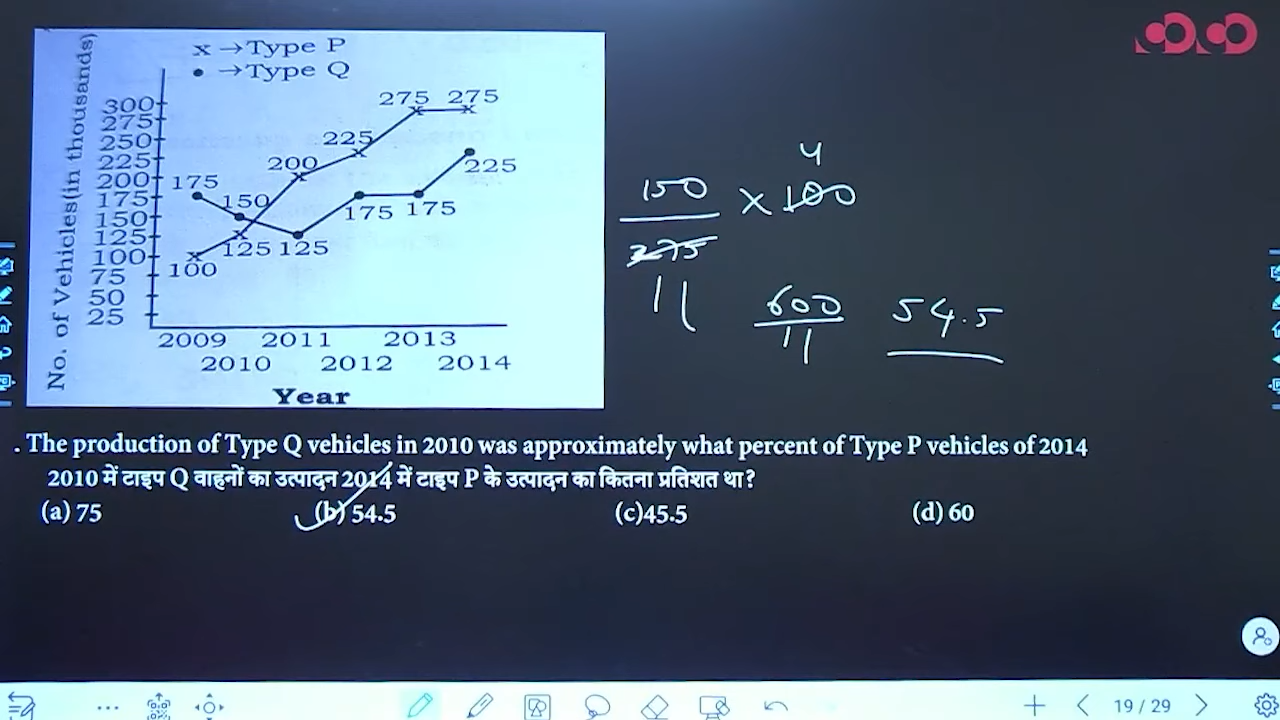 x →Type P
• →Type Q
No. of Vehicles(in thousands)
300
275
250
225
200
175
150
125
100
75
50
25
275 275
225
200
175
150
225
175 175
125 125
100
2009 2011 2013
2010 2012 2014
Year
4
150 × 100
275
11
600 54.5
11
. The production of Type Q vehicles in 2010 was approximately what percent of Type P vehicles of 2014
2010 में टाइप Q वाहनों का उत्पादन 2014 में टाइप P के उत्पादन का कितना प्रतिशत था?
(a) 75 (b) 54.5 (c)45.5 (d) 60
19 / 29